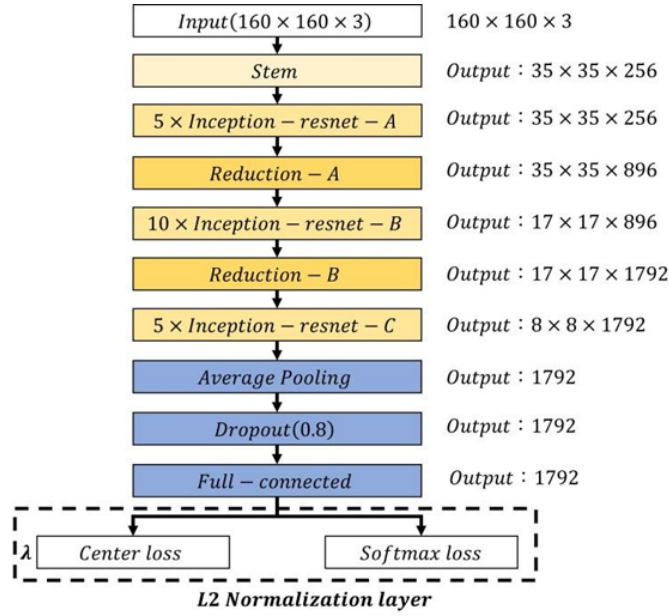 Input(160 × 160 × 3) 160 × 160 × 3
Stem Output：35 × 35 × 256
5 × Inception − resnet − A Output：35 × 35 × 256
Reduction − A Output：35 × 35 × 896
10 × Inception − resnet − B Output：17 × 17 × 896
Reduction − B Output：17 × 17 × 1792
5 × Inception − resnet − C Output：8 × 8 × 1792
Average Pooling Output：1792
Dropout(0.8) Output：1792
Full − connected Output：1792
λ Center loss Softmax loss
L2 Normalization layer